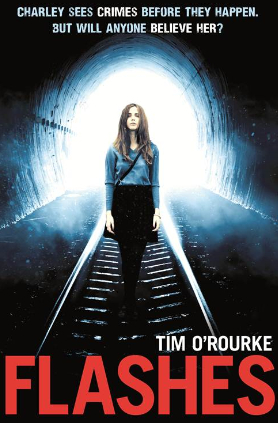 CHARLEY SEES CRIMES BEFORE THEY HAPPEN.
BUT WILL ANYONE BELIEVE HER?
TIM O'ROURKE
FLASHES